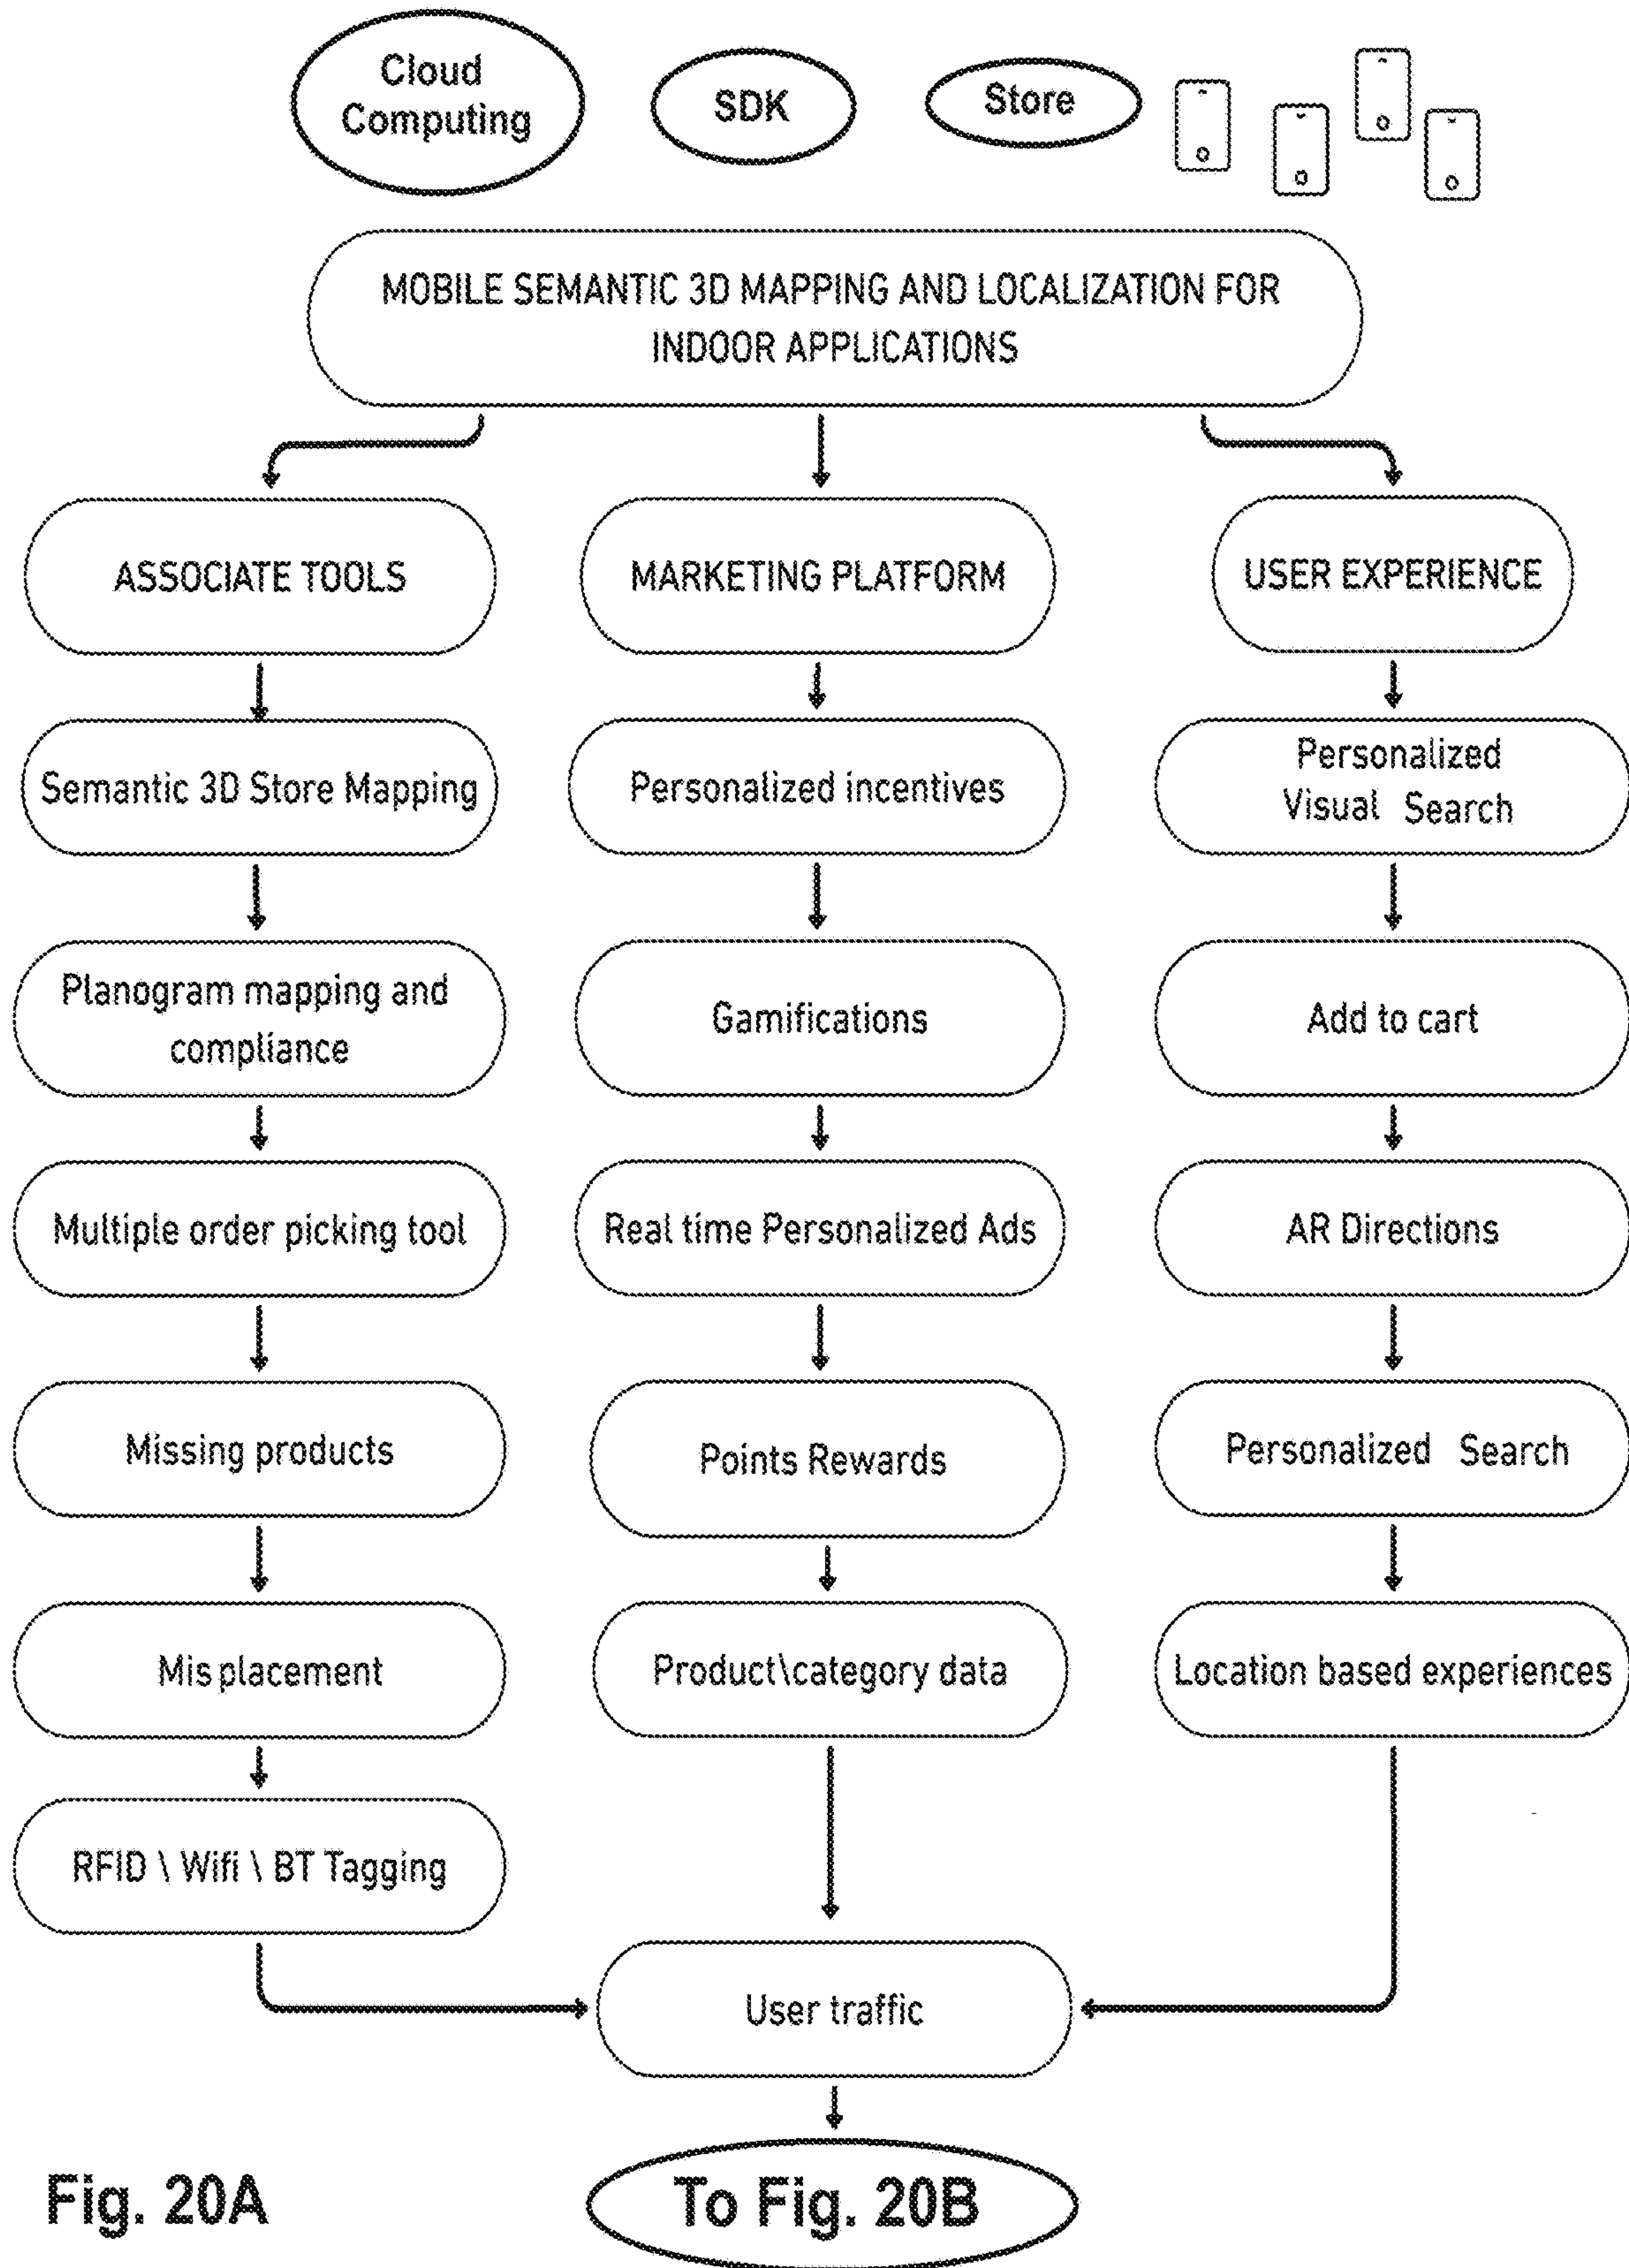 Cloud
Computing
SDK
Store
MOBILE SEMANTIC 3D MAPPING AND LOCALIZATION FOR
INDOOR APPLICATIONS
ASSOCIATE TOOLS
MARKETING PLATFORM
USER EXPERIENCE
Semantic 3D Store Mapping
Personalized incentives
Personalized
Visual Search
Planogram mapping and
compliance
Gamifications
Add to cart
Multiple order picking tool
Real time Personalized Ads
AR Directions
Missing products
Points Rewards
Personalized Search
Mis placement
Product\category data
Location based experiences
RFID \ Wifi \ BT Tagging
User traffic
Fig. 20A
To Fig. 20B